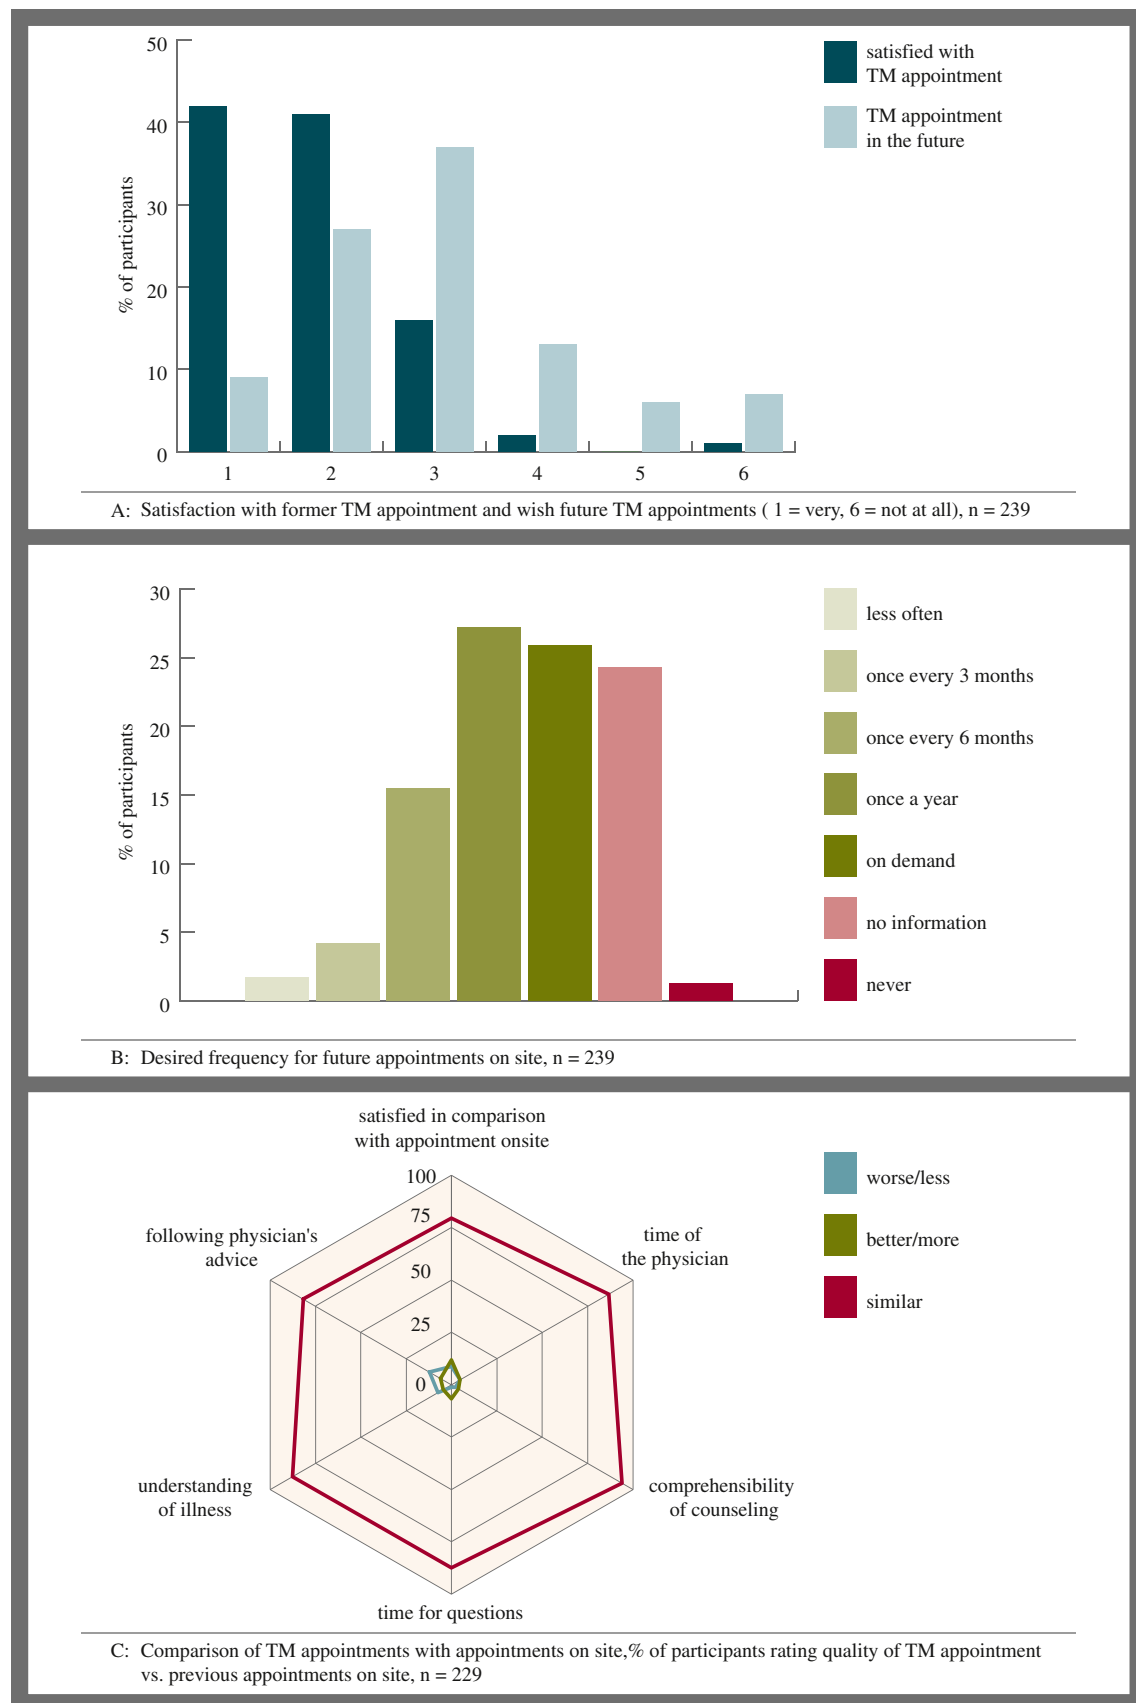 50
40
30
20
10
0
% of participants
1 2 3 4 5 6
satisfied with
TM appointment
TM appointment
in the future
A: Satisfaction with former TM appointment and wish future TM appointments ( 1 = very, 6 = not at all), n = 239
30
25
20
15
10
5
0
% of participants
less often
once every 3 months
once every 6 months
once a year
on demand
no information
never
B: Desired frequency for future appointments on site, n = 239
satisfied in comparison
with appointment onsite
100
75
50
25
0
following physician's
advice
time of
the physician
understanding
of illness
comprehensibility
of counseling
time for questions
worse/less
better/more
similar
C: Comparison of TM appointments with appointments on site,% of participants rating quality of TM appointment
vs. previous appointments on site, n = 229